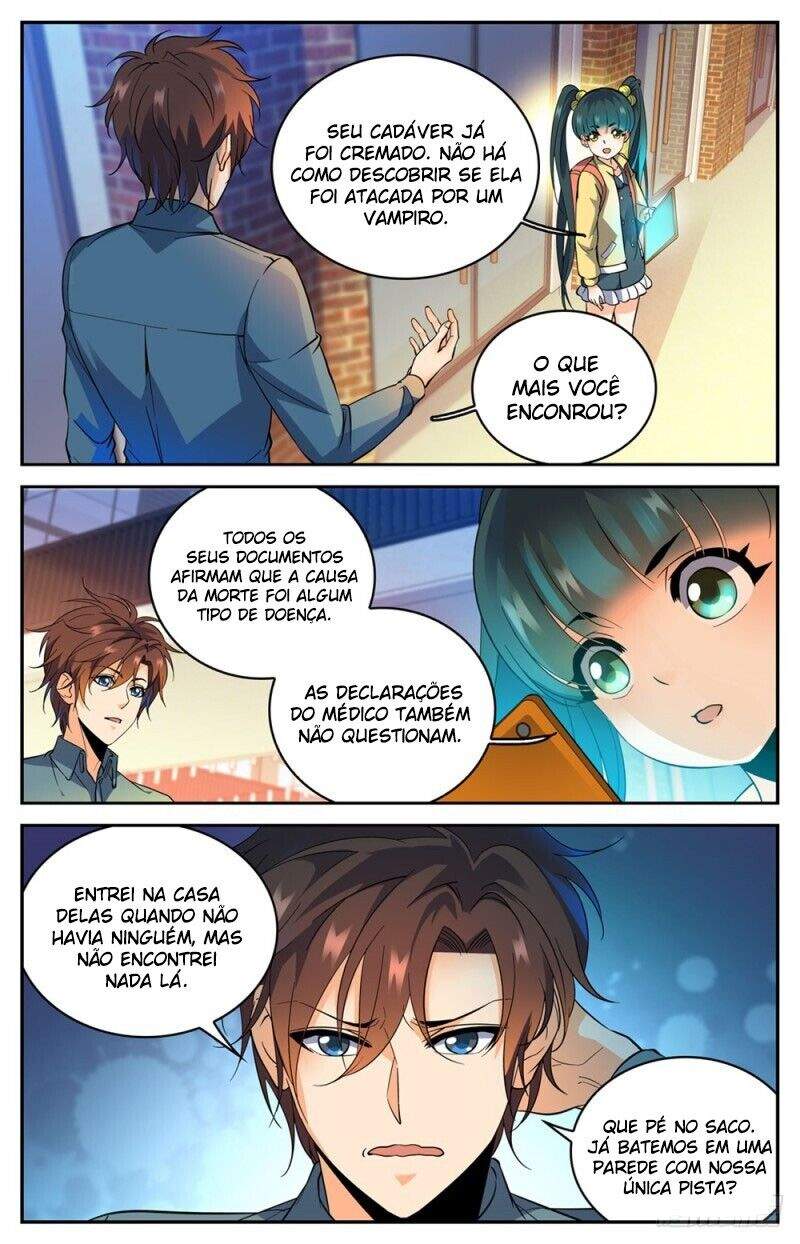 SEU CADÁVER JÁ
FOI CREMADO. NÃO HÁ
COMO DESCOBRIR SE ELA
FOI ATACADA POR UM
VAMPIRO.
O QUE
MAIS VOCÊ
ENCONROU?
TODOS OS
SEUS DOCUMENTOS
AFIRMAM QUE A CAUSA
DA MORTE FOI ALGUM
TIPO DE DOENÇA.
AS DECLARAÇÕES
DO MÉDICO TAMBÉM
NÃO QUESTIONAM.
ENTREI NA CASA
DELAS QUANDO NÃO
HAVIA NINGUÉM, MAS
NÃO ENCONTREI
NADA LÁ.
QUE PÉ NO SACO.
JÁ BATEMOS EM UMA
PAREDE COM NOSSA
ÚNICA PISTA?